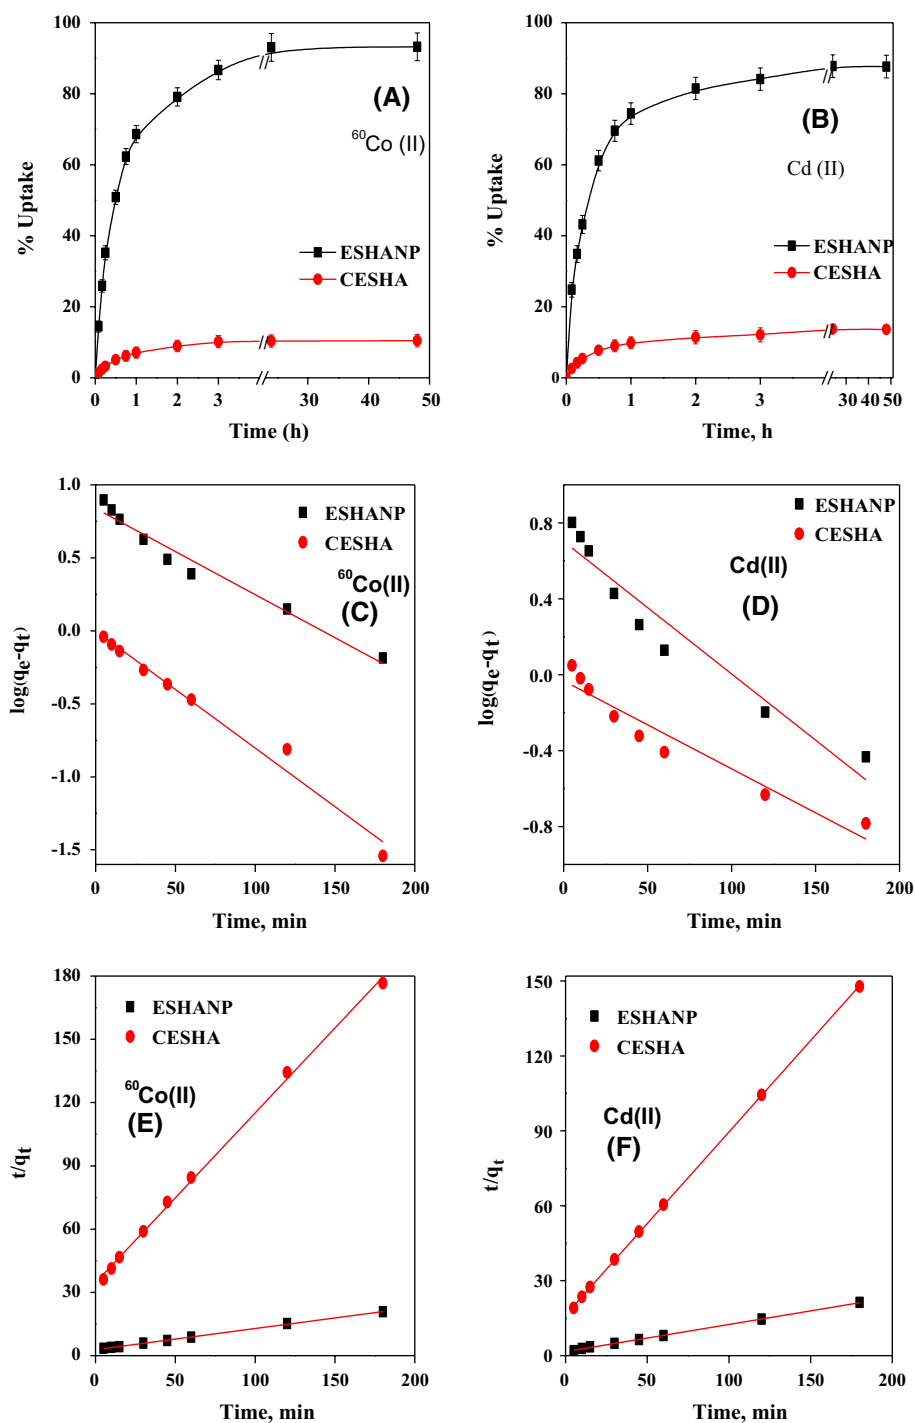 100
80
60
40
20
0
% Uptake
(A)
⁶⁰Co (II)
ESHANP
CESHA
0 1 2 3 30 40 50
Time (h)
100
80
60
40
20
0
% Uptake
(B)
Cd (II)
ESHANP
CESHA
0 1 2 3 30 40 50
Time, h
1.0
0.5
0.0
-0.5
-1.0
-1.5
log(qe-qt)
ESHANP
CESHA
⁶⁰Co(II)
(C)
0 50 100 150 200
Time, min
0.8
0.4
0.0
-0.4
-0.8
log(qe-qt)
ESHANP
CESHA
Cd(II)
(D)
0 50 100 150 200
Time, min
180
150
120
90
60
30
0
t/qt
ESHANP
CESHA
⁶⁰Co(II)
(E)
0 50 100 150 200
Time, min
150
120
90
60
30
0
t/qt
ESHANP
CESHA
Cd(II)
(F)
0 50 100 150 200
Time, min